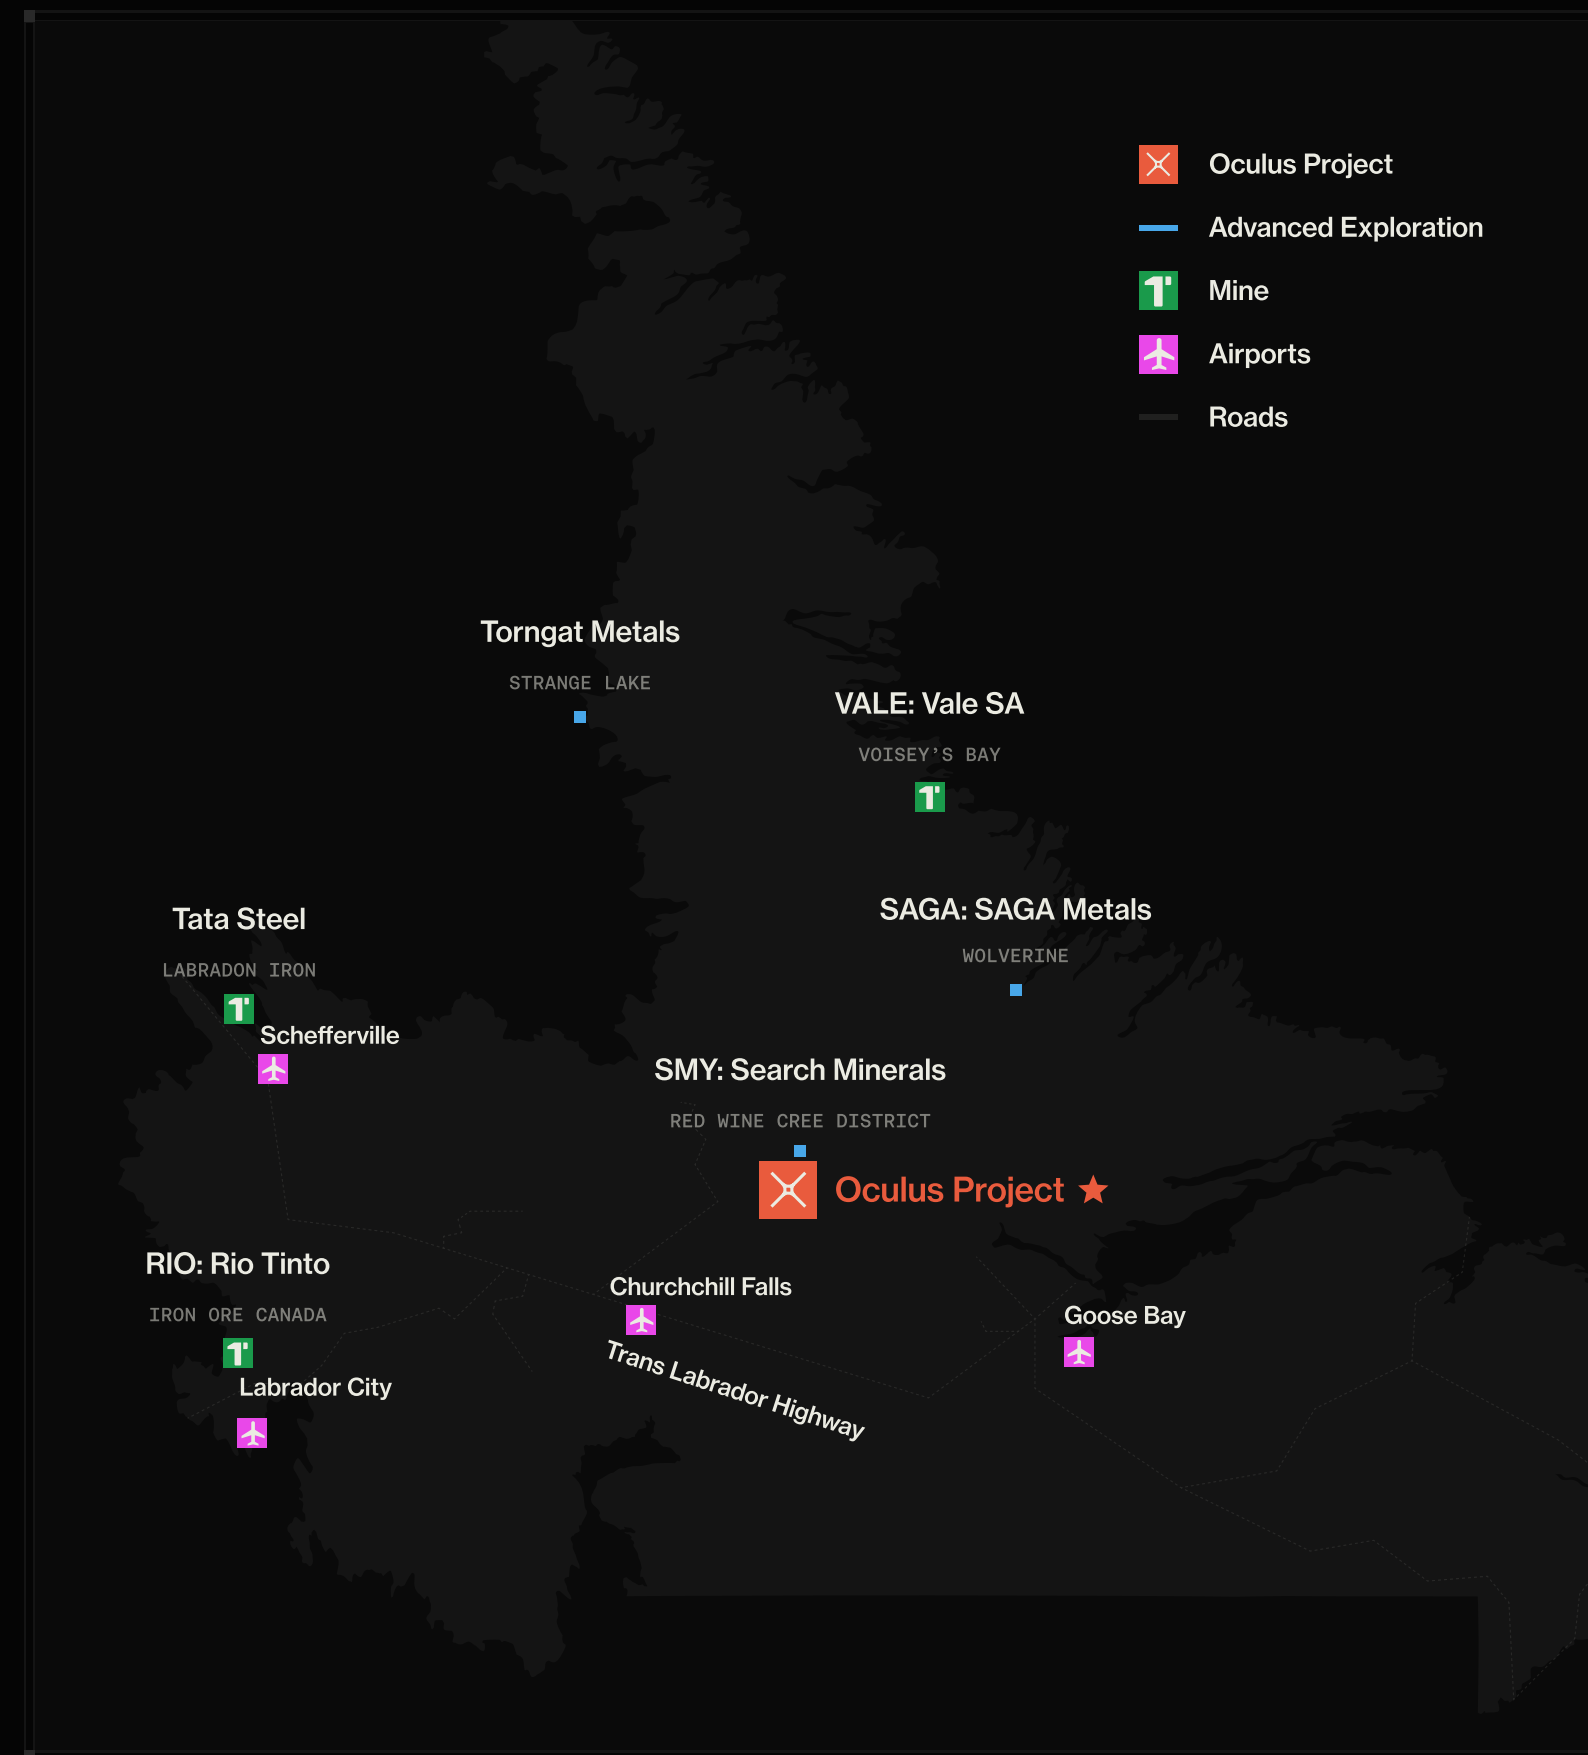 Oculus Project
Advanced Exploration
Mine
Airports
Roads
Torngat Metals
STRANGE LAKE
VALE: Vale SA
VOISEY’S BAY
SAGA: SAGA Metals
WOLVERINE
Tata Steel
LABRADON IRON
Schefferville
SMY: Search Minerals
RED WINE CREE DISTRICT
Oculus Project
RIO: Rio Tinto
IRON ORE CANADA
Labrador City
Churchchill Falls
Trans Labrador Highway
Goose Bay